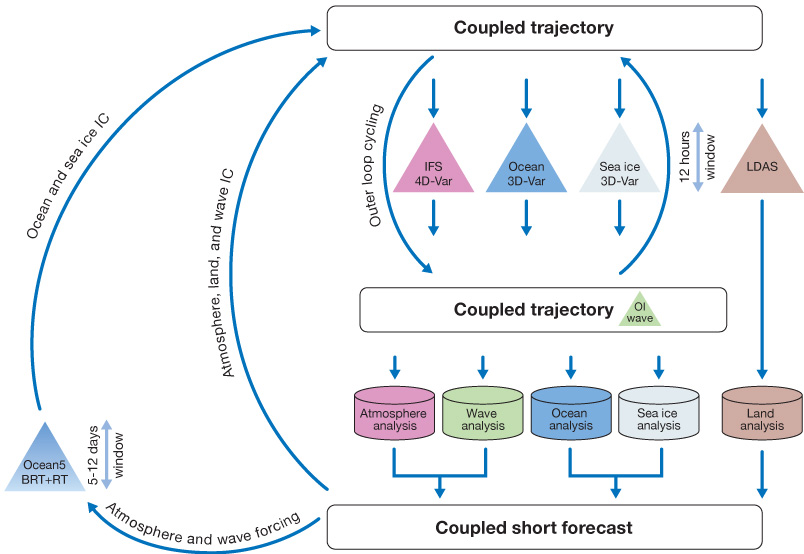 Coupled trajectory
Ocean and sea ice IC
Atmosphere, land, and wave IC
Outer loop cycling
IFS
4D-Var
Ocean
3D-Var
Sea ice
3D-Var
12 hours
window
LDAS
Coupled trajectory
OI
wave
Atmosphere
analysis
Wave
analysis
Ocean
analysis
Sea ice
analysis
Land
analysis
Ocean5
BRT+RT
5-12 days
window
Atmosphere and wave forcing
Coupled short forecast